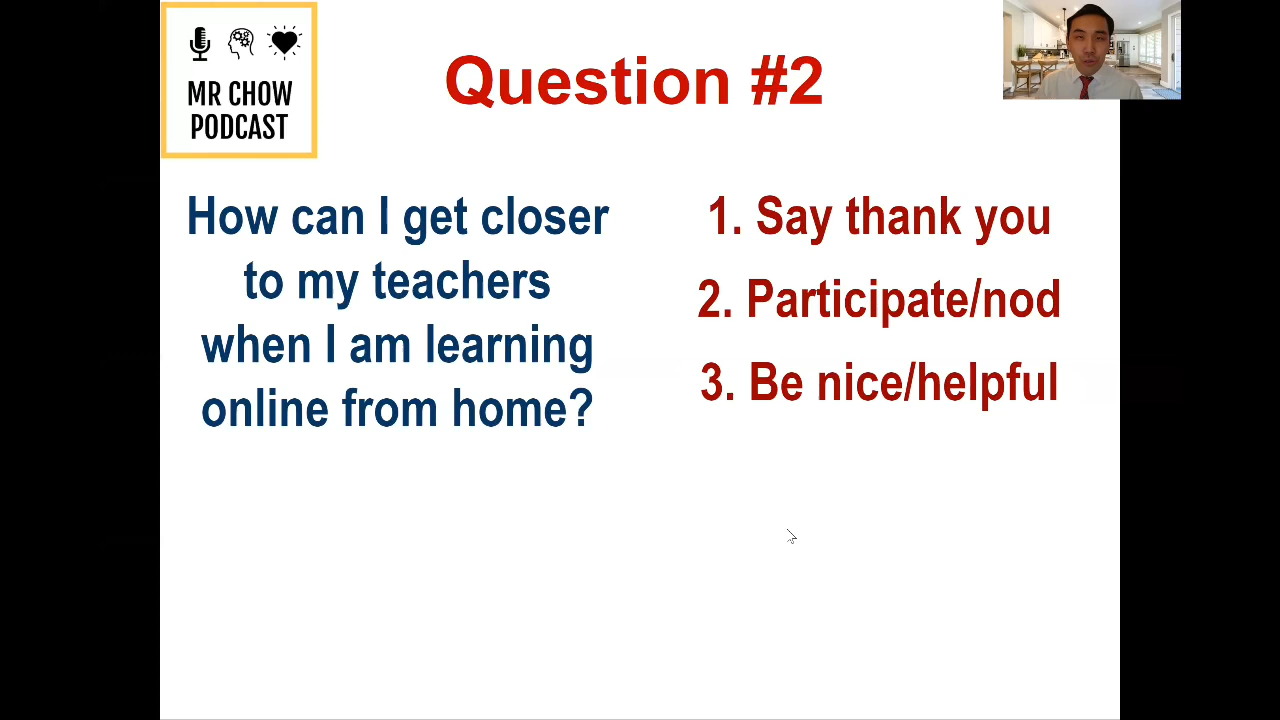 MR CHOW
PODCAST
Question #2
How can I get closer
to my teachers
when I am learning
online from home?
1. Say thank you
2. Participate/nod
3. Be nice/helpful